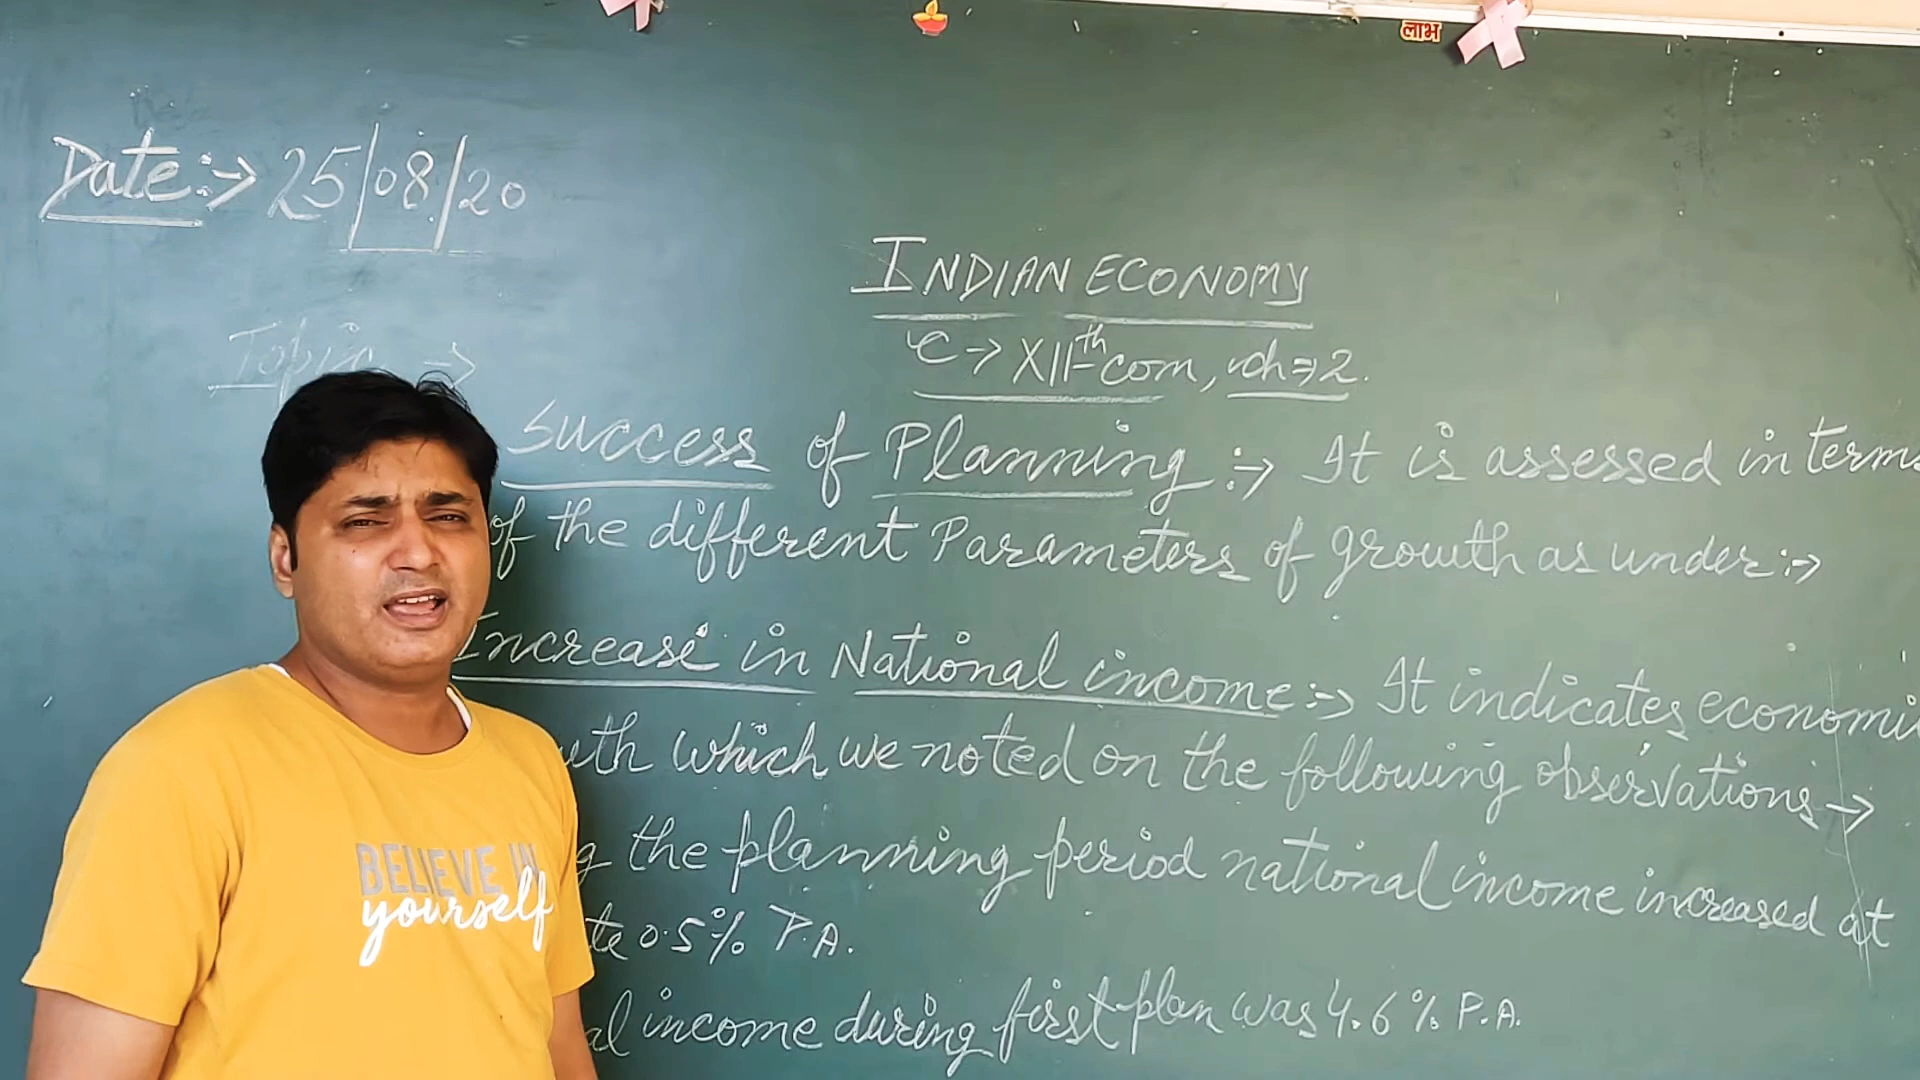 लाभ
Date:-> 25/08/20
INDIAN ECONOMY
C-> XIIth com, ch=>2.
Topic ->
Success of Planning :-> It is assessed in terms
of the different Parameters of growth as under:->
Increase in National income:-> It indicates economi
wth which we noted on the following observations->
g the planning period national income increased at
te 0.5% P.A.
al income during first plan was 4.6% P.A.
BELIEVE IN
yourself